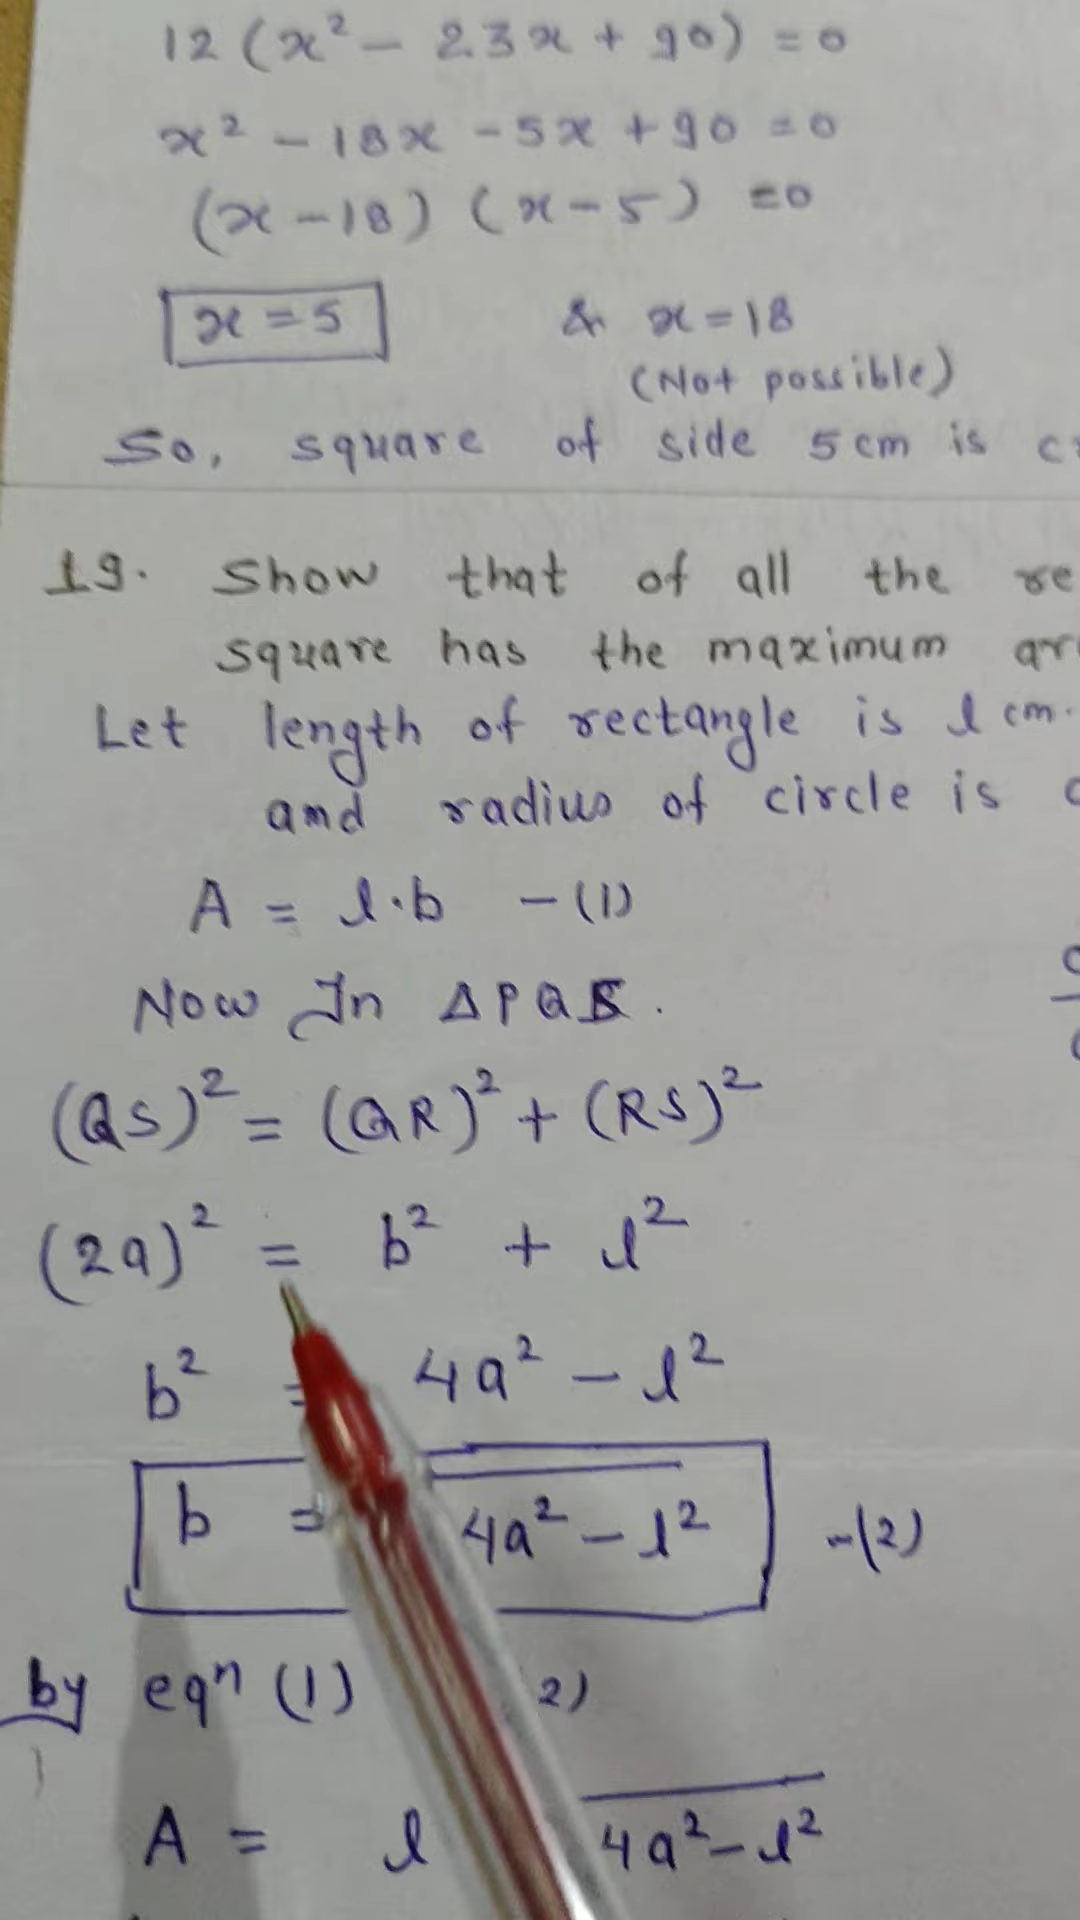 12 (x² - 23x + 90) = 0
x² - 18x - 5x + 90 = 0
(x - 18) (x - 5) = 0
x = 5 & x = 18
(Not possible)
So, square of side 5 cm is
19. Show that of all the re
square has the maximum ar
Let length of rectangle is l cm.
and radius of circle is
A = l·b - (1)
Now In ΔPQS.
(QS)² = (QR)² + (RS)²
(2a)² = b² + l²
b² = 4a² - l²
b = 4a² - l² -(2)
by eqⁿ (1) 2)
A = l 4a² - l²